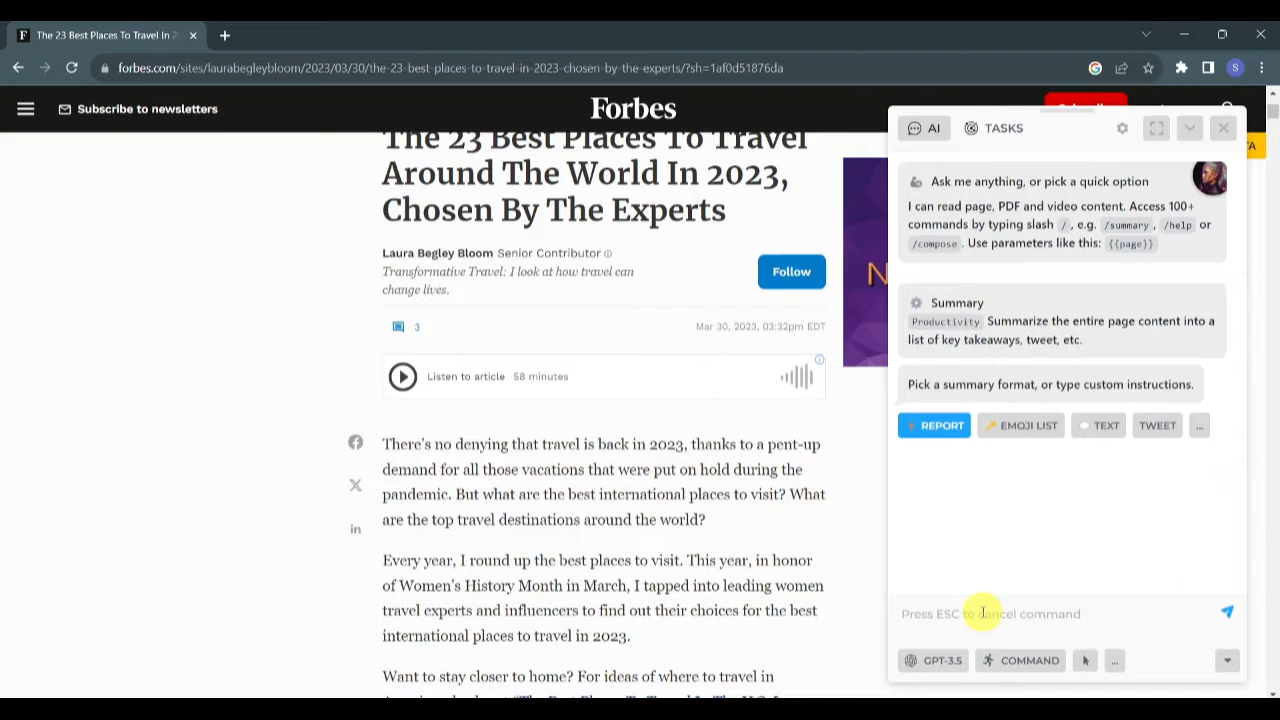 F The 23 Best Places To Travel In 2
forbes.com/sites/laurabegleybloom/2023/03/30/the-23-best-places-to-travel-in-2023-chosen-by-the-experts/?sh=1af0d51876da
G
S
Subscribe to newsletters
Forbes
The 23 Best Places To Travel
Around The World In 2023,
Chosen By The Experts
Laura Begley Bloom Senior Contributor
Transformative Travel: I look at how travel can
change lives.
Follow
3
Mar 30, 2023, 03:32pm EDT
Listen to article 58 minutes
There's no denying that travel is back in 2023, thanks to a pent-up
demand for all those vacations that were put on hold during the
pandemic. But what are the best international places to visit? What
are the top travel destinations around the world?
Every year, I round up the best places to visit. This year, in honor
of Women's History Month in March, I tapped into leading women
travel experts and influencers to find out their choices for the best
international places to travel in 2023.
Want to stay closer to home? For ideas of where to travel in
N
AI TASKS
Ask me anything, or pick a quick option
I can read page, PDF and video content. Access 100+
commands by typing slash /, e.g. /summary, /help or
/compose. Use parameters like this: {{page}}
Summary
Productivity Summarize the entire page content into a
list of key takeaways, tweet, etc.
Pick a summary format, or type custom instructions.
REPORT EMOJI LIST TEXT TWEET ...
Press ESC to cancel command
GPT-3.5 COMMAND ...